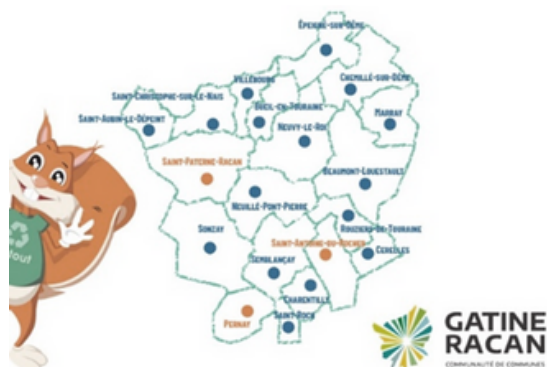 Épeigné-sur-Dême
Villebourg
Chemillé-sur-Dême
Saint-Christophe-sur-le-Nais
Bueil-en-Touraine
Marray
Saint-Aubin-le-Dépeint
Neuvy-le-Roi
Saint-Paterne-Racan
Beaumont-Louestault
Neuillé-Pont-Pierre
Rouziers-de-Touraine
Sonzay
Saint-Antoine-du-Rocher
Cerelles
Semblançay
Charentilly
Pernay
Saint-Roch
tout
GATINE
RACAN
COMMUNAUTÉ DE COMMUNES